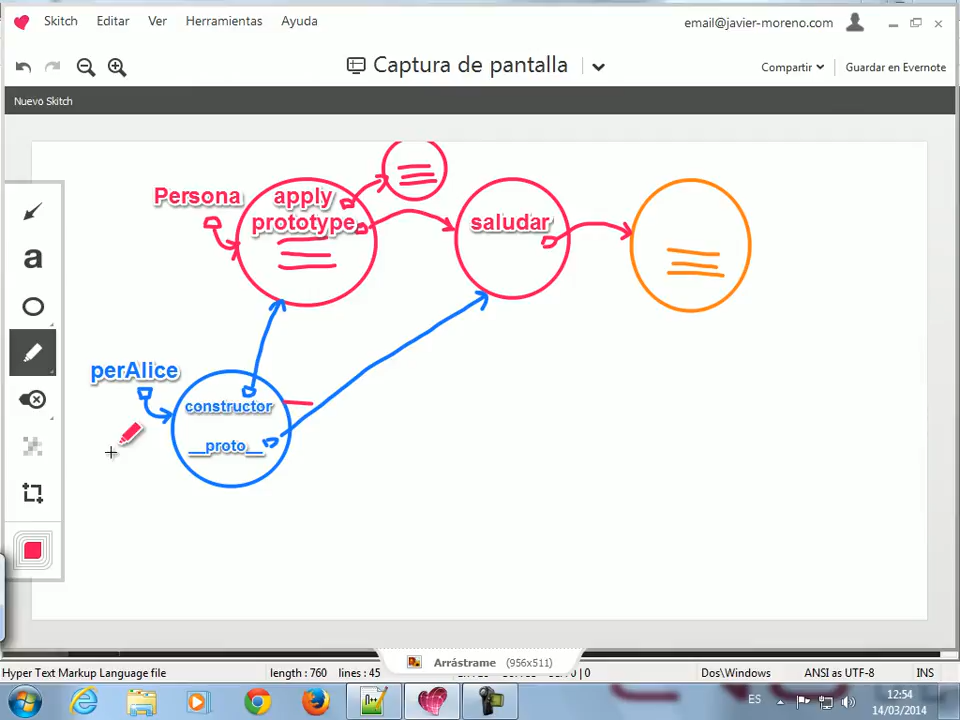 Skitch Editar Ver Herramientas Ayuda email@javier-moreno.com
Captura de pantalla Compartir Guardar en Evernote
Nuevo Skitch
Persona apply
prototype saludar
a
perAlice
constructor
__proto__
Arrástrame (956x511)
Hyper Text Markup Language file length : 760 lines : 45 0 | 0 Dos\Windows ANSI as UTF-8 INS
ES 12:54
14/03/2014